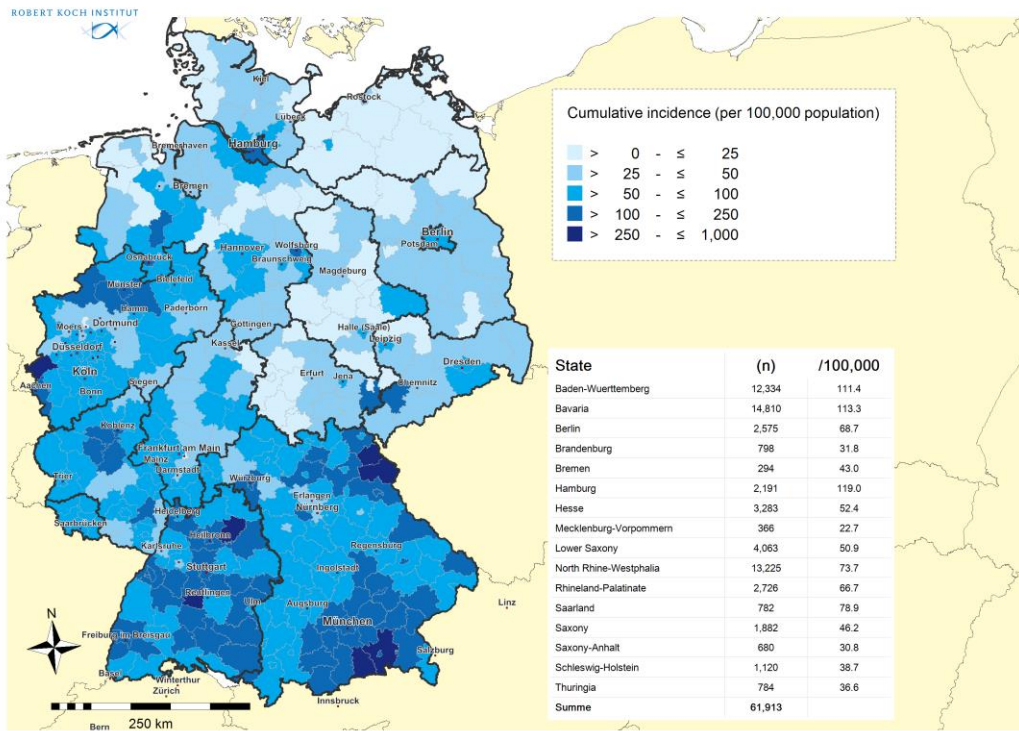 ROBERT KOCH INSTITUT
Kiel
Rostock
Lübeck
Bremerhaven
Hamburg
Bremen
Berlin
Hannover
Wolfsburg
Potsdam
Osnabrück
Braunschweig
Bielefeld
Magdeburg
Münster
Hamm
Paderborn
Göttingen
Halle (Saale)
Moers
Dortmund
Leipzig
Düsseldorf
Kassel
Dresden
Köln
Erfurt
Jena
Chemnitz
Aachen
Siegen
Bonn
Koblenz
Frankfurt am Main
Mainz
Trier
Darmstadt
Würzburg
Erlangen
Nürnberg
Heidelberg
Saarbrücken
Heilbronn
Karlsruhe
Regensburg
Stuttgart
Ingolstadt
Reutlingen
Ulm
Augsburg
Linz
München
Freiburg im Breisgau
Salzburg
Basel
Winterthur
Zürich
Innsbruck
N
250 km
Bern
Cumulative incidence (per 100,000 population)
> 0 - ≤ 25
> 25 - ≤ 50
> 50 - ≤ 100
> 100 - ≤ 250
> 250 - ≤ 1,000
State (n) /100,000
Baden-Wuerttemberg 12,334 111.4
Bavaria 14,810 113.3
Berlin 2,575 68.7
Brandenburg 798 31.8
Bremen 294 43.0
Hamburg 2,191 119.0
Hesse 3,283 52.4
Mecklenburg-Vorpommern 366 22.7
Lower Saxony 4,063 50.9
North Rhine-Westphalia 13,225 73.7
Rhineland-Palatinate 2,726 66.7
Saarland 782 78.9
Saxony 1,882 46.2
Saxony-Anhalt 680 30.8
Schleswig-Holstein 1,120 38.7
Thuringia 784 36.6
Summe 61,913